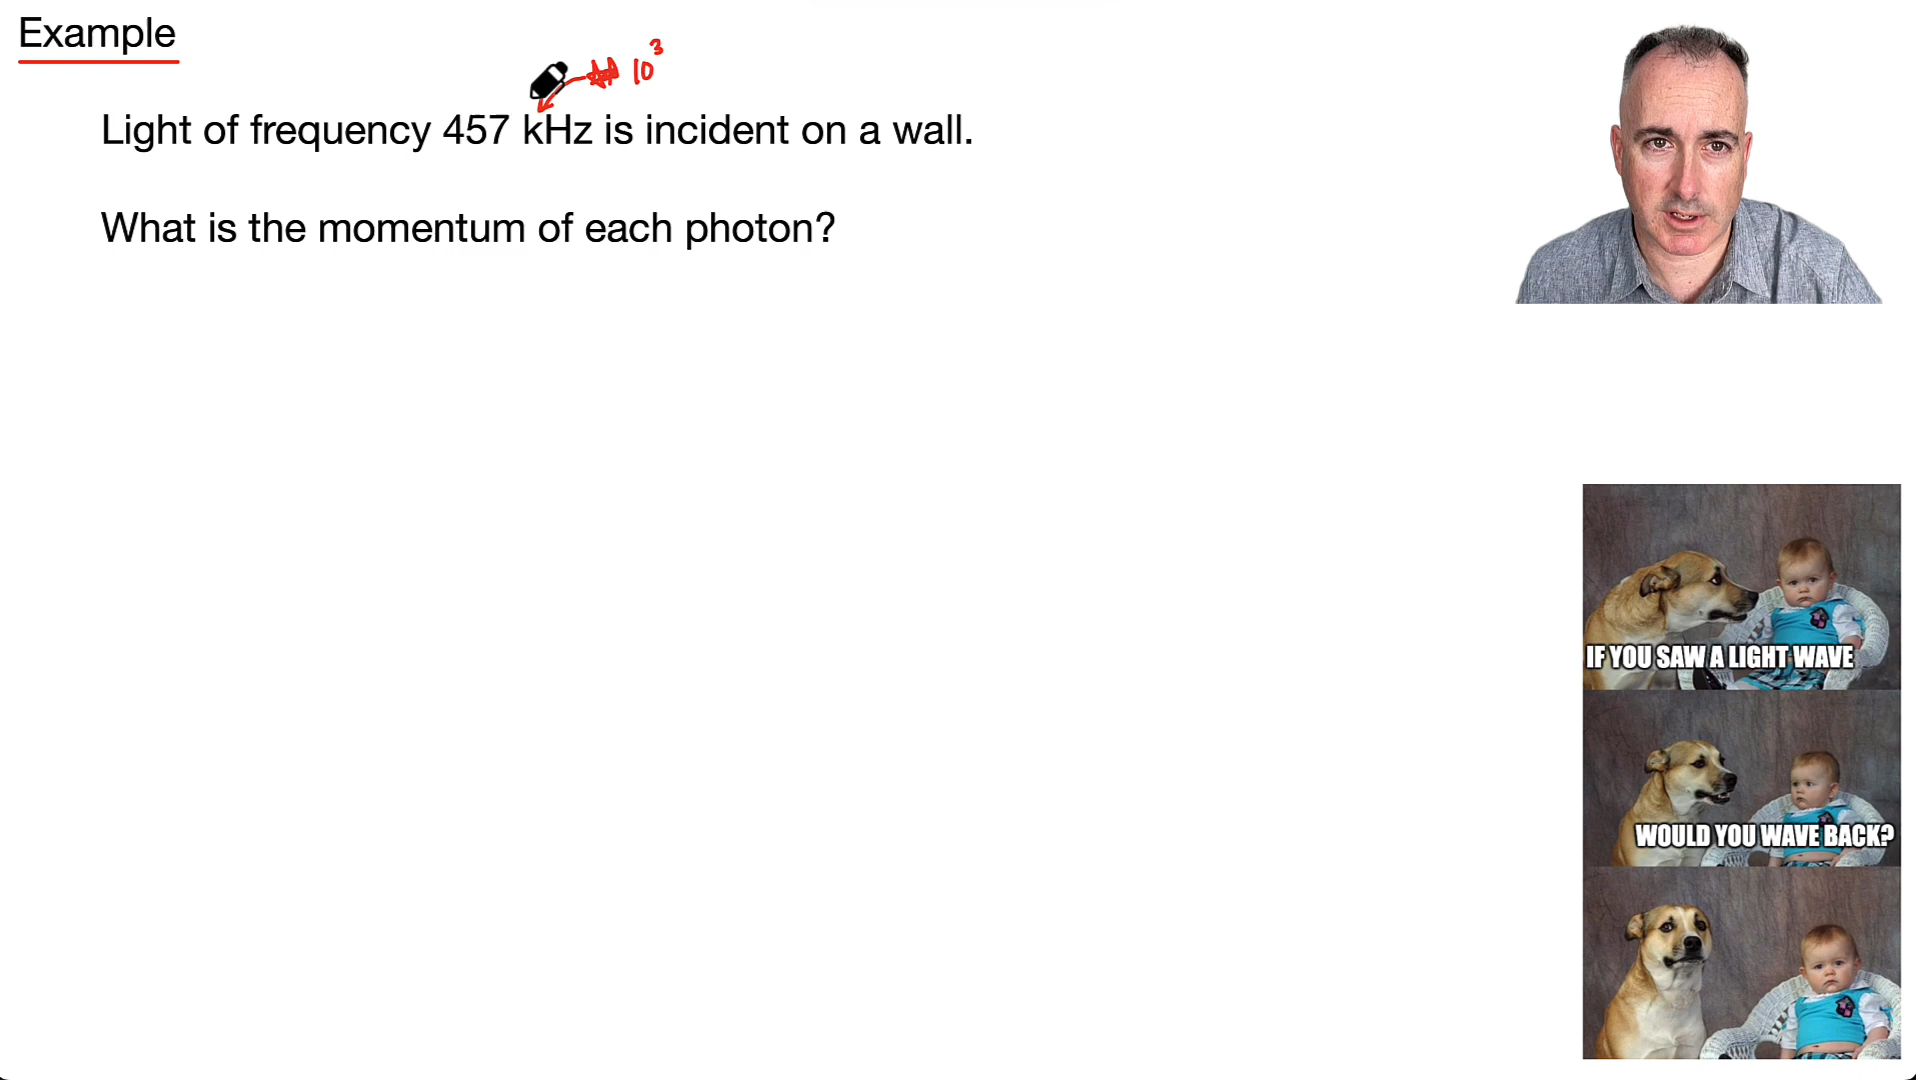 Example
10³
Light of frequency 457 kHz is incident on a wall.
What is the momentum of each photon?
IF YOU SAW A LIGHT WAVE
WOULD YOU WAVE BACK?